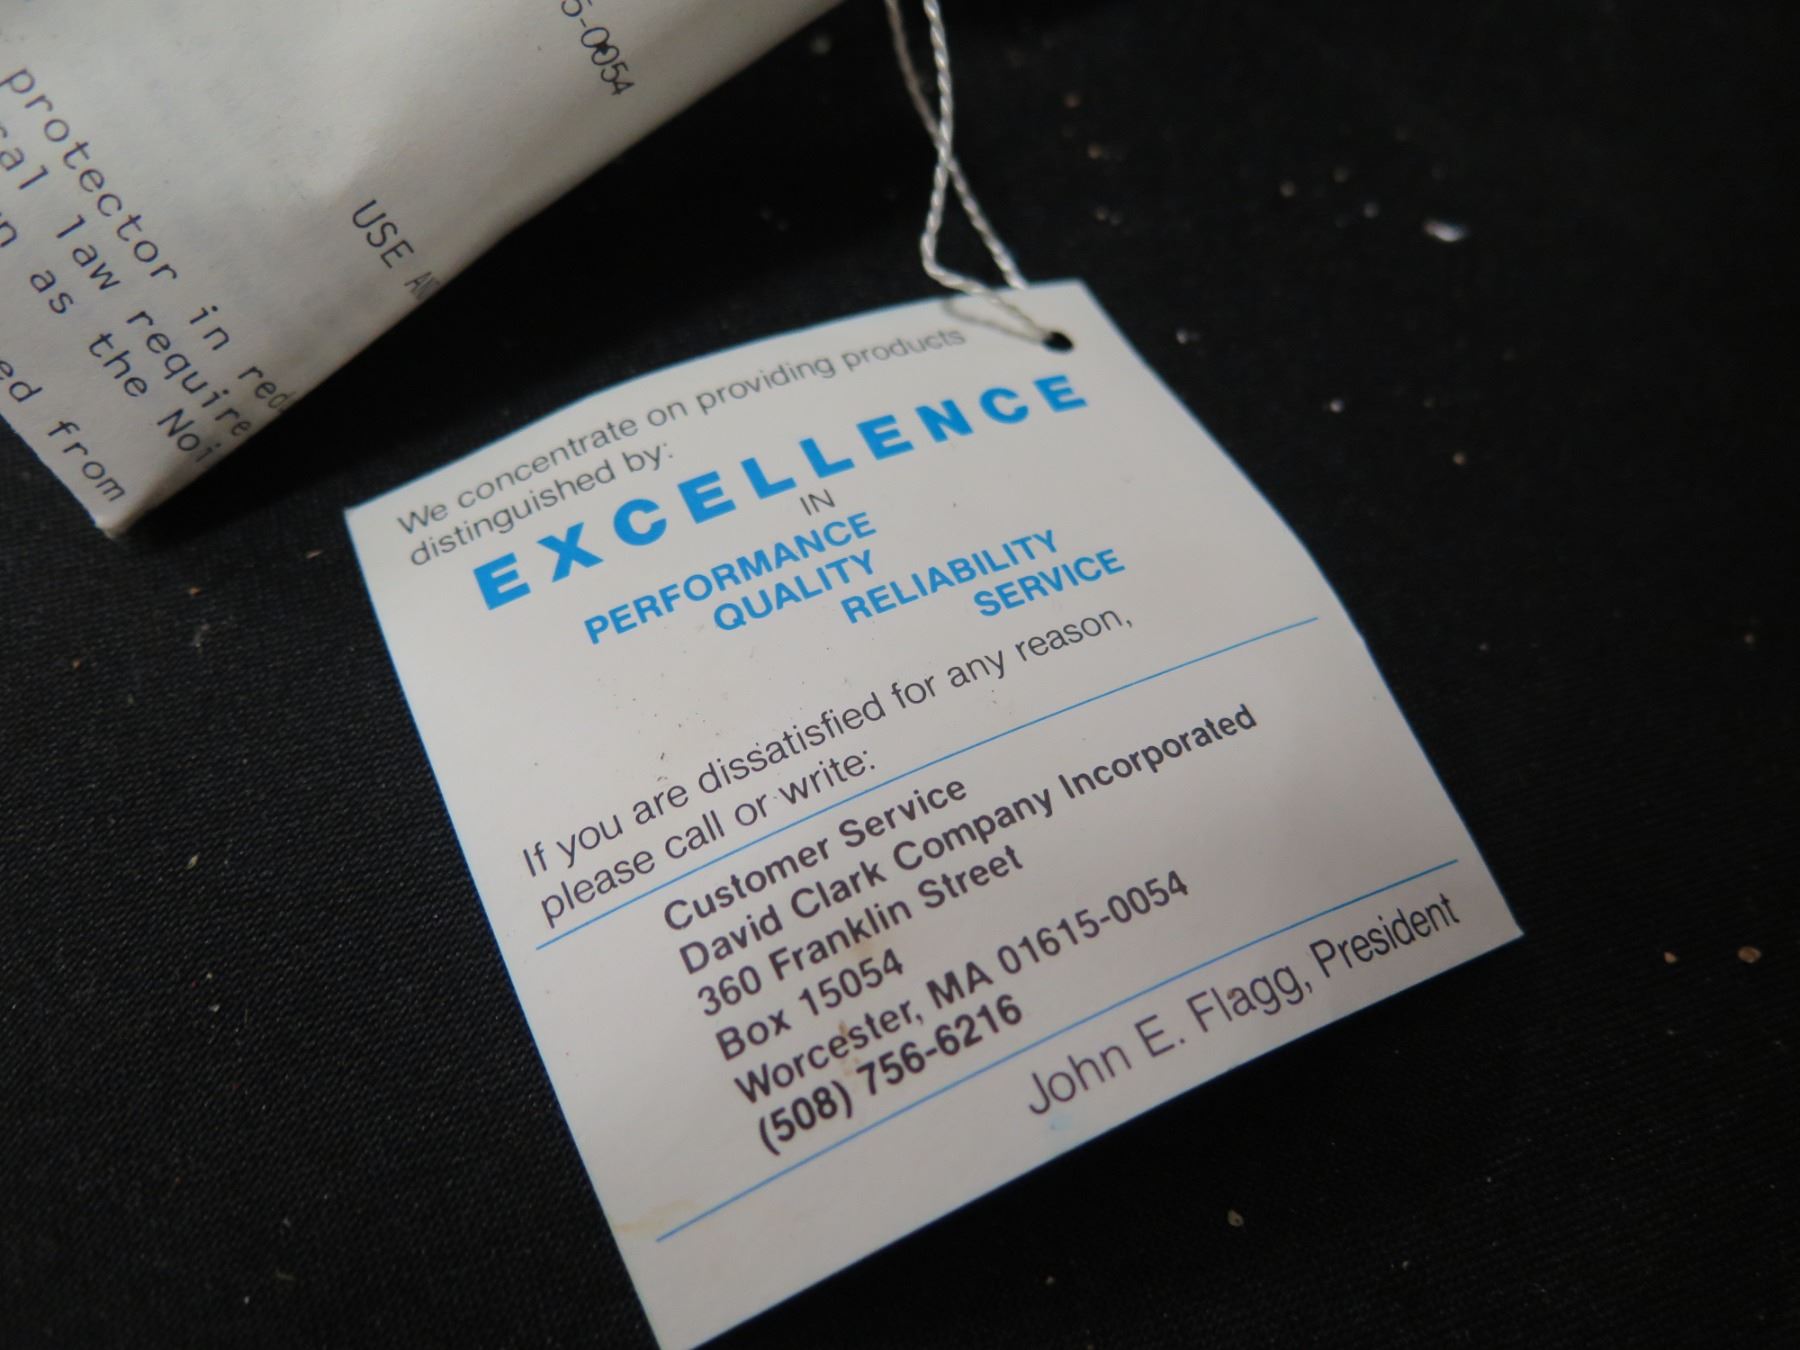 5-0054
USE
protector in
ral law require
n as the Noi
ed from
We concentrate on providing products
distinguished by:
EXCELLENCE
IN
PERFORMANCE
QUALITY
RELIABILITY
SERVICE
If you are dissatisfied for any reason,
please call or write:
Customer Service
David Clark Company Incorporated
360 Franklin Street
Box 15054
Worcester, MA 01615-0054
(508) 756-6216
John E. Flagg, President